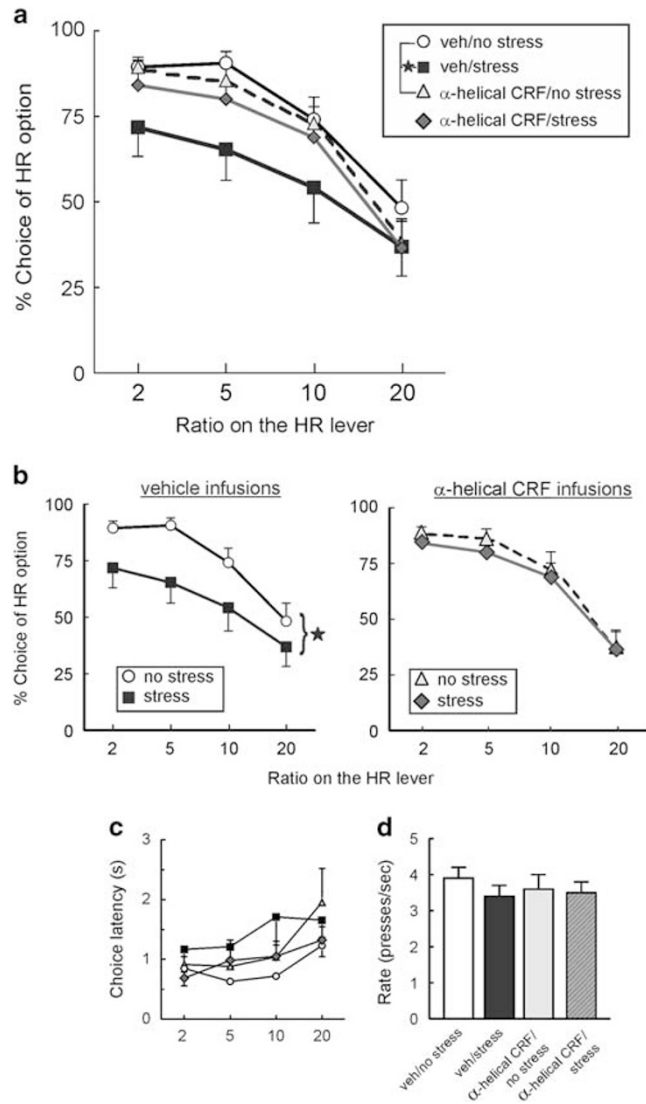 a
100
75
50
25
0
% Choice of HR option
2 5 10 20
Ratio on the HR lever
veh/no stress
★ veh/stress
α-helical CRF/no stress
α-helical CRF/stress
b
vehicle infusions
100
75
50
25
0
% Choice of HR option
no stress
stress
★
2 5 10 20
α-helical CRF infusions
100
75
50
25
0
no stress
stress
2 5 10 20
Ratio on the HR lever
c
3
2
1
0
Choice latency (s)
2 5 10 20
d
5
4
3
2
1
0
Rate (presses/sec)
veh/no stress
veh/stress
α-helical CRF/
no stress
α-helical CRF/
stress